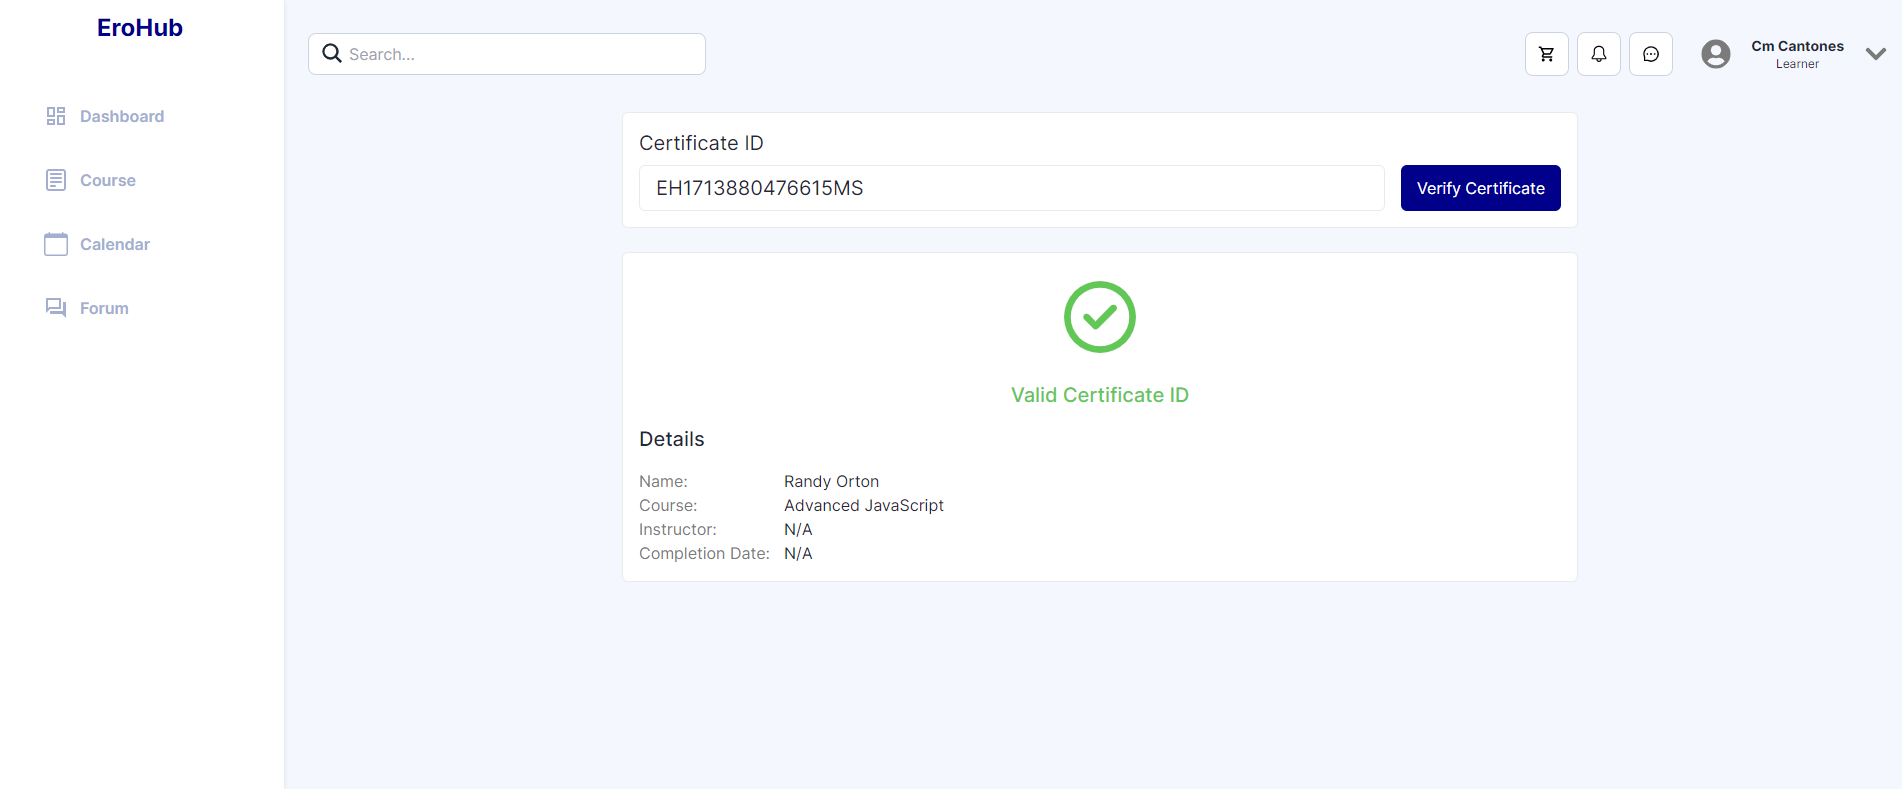 EroHub
Search...
Cm Cantones
Learner
Dashboard
Course
Calendar
Forum
Certificate ID
EH1713880476615MS
Verify Certificate
Valid Certificate ID
Details
Name: Randy Orton
Course: Advanced JavaScript
Instructor: N/A
Completion Date: N/A